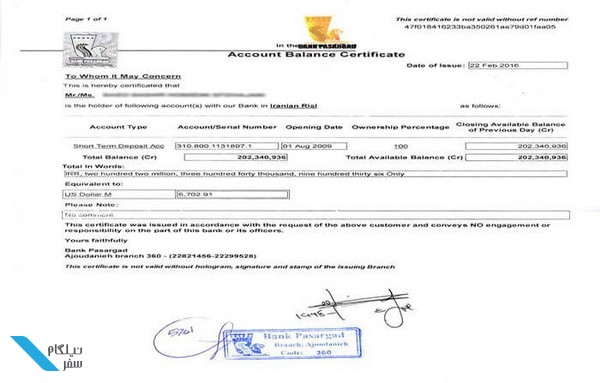 Page 1 of 1
This certificate is not valid without ref number
47f018416233ba350261ae79d01faa05
BANK PASARGAD
In the
BANK PASARGAD
Account Balance Certificate
Date of Issue: 22 Feb 2016
To Whom It May Concern
This is hereby certificated that
Mr./Ms.
is the holder of following account(s) with our Bank in Iranian Rial as follows:
Account Type Account/Serial Number Opening Date Ownership Percentage Closing Available Balance of Previous Day (Cr)
Short Term Deposit Acc 310.800.1131897.1 01 Aug 2009 100 202,340,936
Total Balance (Cr) 202,340,936 Total Available Balance (Cr) 202,340,936
Total In Words:
IRR, two hundred two million, three hundred forty thousand, nine hundred thirty six Only
Equivalent to:
US Dollar M 6,702.91
Please Note:
No comment
This certificate was issued in accordance with the request of the above customer and conveys NO engagement or
responsibility on the part of this bank or its officers.
Yours faithfully
Bank Pasargad
Ajoudanieh branch 360 - (22821456-22299528)
This certificate is not valid without hologram, signature and stamp of the issuing Branch
Bank Pasargad
Branch: Ajoudanieh
Code: 360
نیلگام
سفر